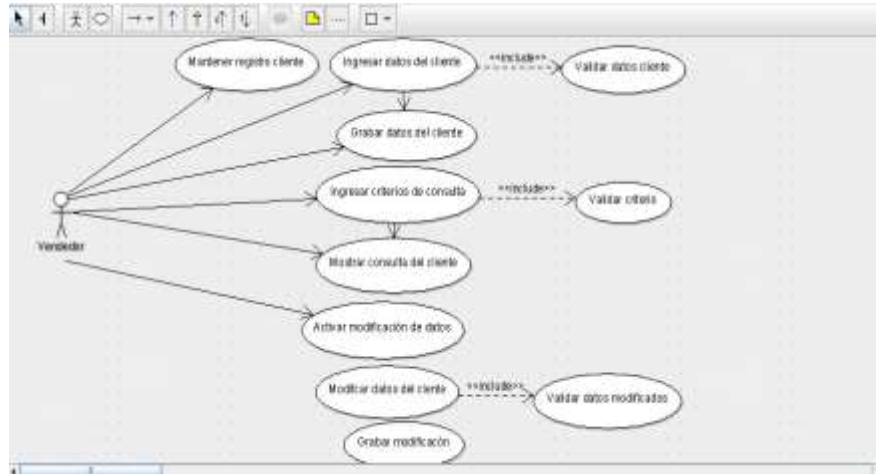 Mantener registro cliente
Ingresar datos del cliente
<<include>>
Validar datos cliente
Grabar datos del cliente
Ingresar criterios de consulta
<<include>>
Validar criterio
Vendedor
Mostrar consulta del cliente
Activar modificación de datos
Modificar datos del cliente
<<include>>
Validar datos modificados
Grabar modificacón